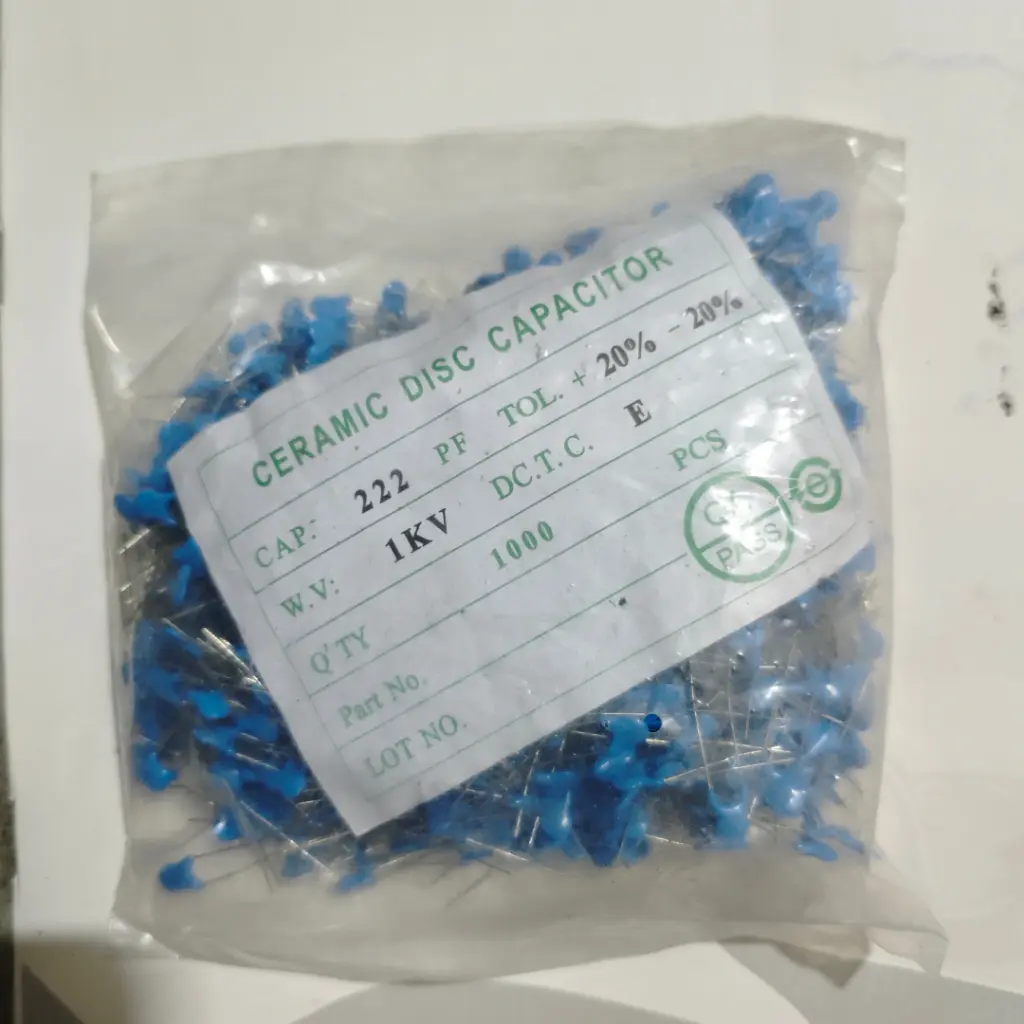 CERAMIC DISC CAPACITOR
CAP: 222 PF TOL. + 20% - 20%
W.V: 1KV DC.T.C. E
Q'TY 1000 PCS
Part No.
LOT NO.
PASS